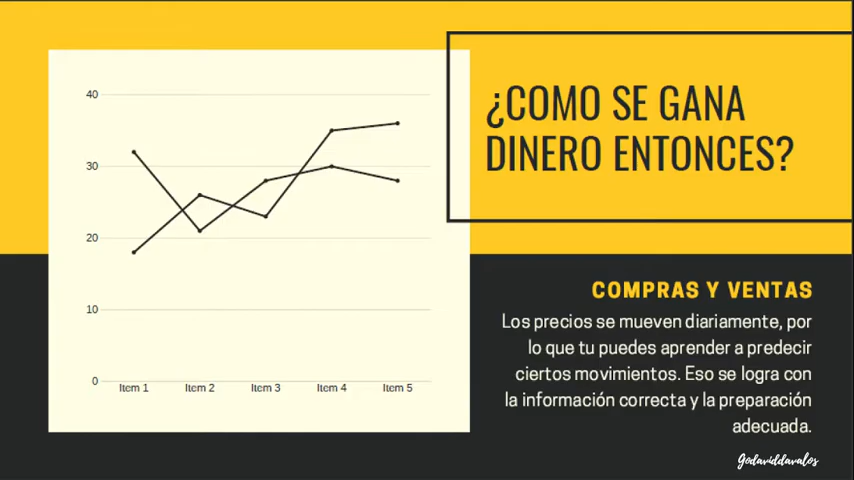 ¿COMO SE GANA
DINERO ENTONCES?
40
30
20
10
0
Item 1 Item 2 Item 3 Item 4 Item 5
COMPRAS Y VENTAS
Los precios se mueven diariamente, por
lo que tu puedes aprender a predecir
ciertos movimientos. Eso se logra con
la información correcta y la preparación
adecuada.
Godaviddavalos